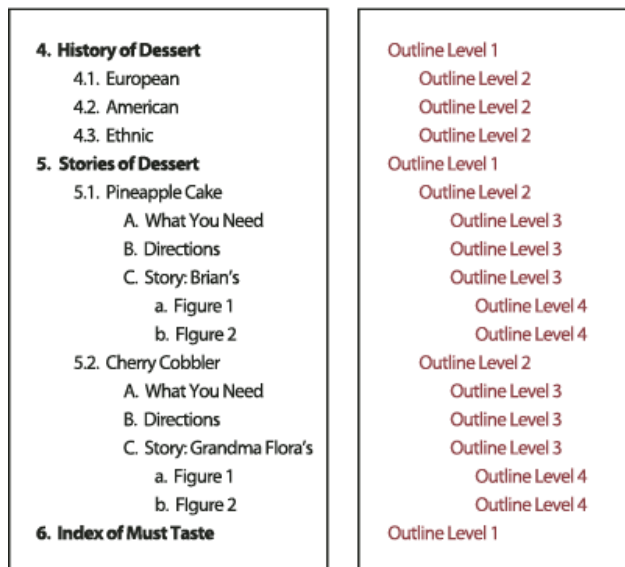 4. History of Dessert
4.1. European
4.2. American
4.3. Ethnic
5. Stories of Dessert
5.1. Pineapple Cake
A. What You Need
B. Directions
C. Story: Brian's
a. Figure 1
b. FIgure 2
5.2. Cherry Cobbler
A. What You Need
B. Directions
C. Story: Grandma Flora's
a. Figure 1
b. FIgure 2
6. Index of Must Taste
Outline Level 1
Outline Level 2
Outline Level 2
Outline Level 2
Outline Level 1
Outline Level 2
Outline Level 3
Outline Level 3
Outline Level 3
Outline Level 4
Outline Level 4
Outline Level 2
Outline Level 3
Outline Level 3
Outline Level 3
Outline Level 4
Outline Level 4
Outline Level 1